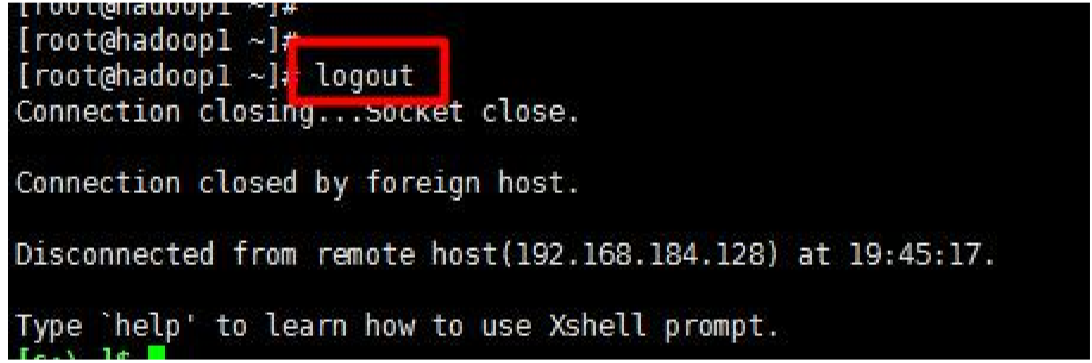 [root@hadoop1 ~]#
[root@hadoop1 ~]#
[root@hadoop1 ~]# logout
Connection closing...Socket close.
Connection closed by foreign host.
Disconnected from remote host(192.168.184.128) at 19:45:17.
Type `help' to learn how to use Xshell prompt.
[c:\~]$